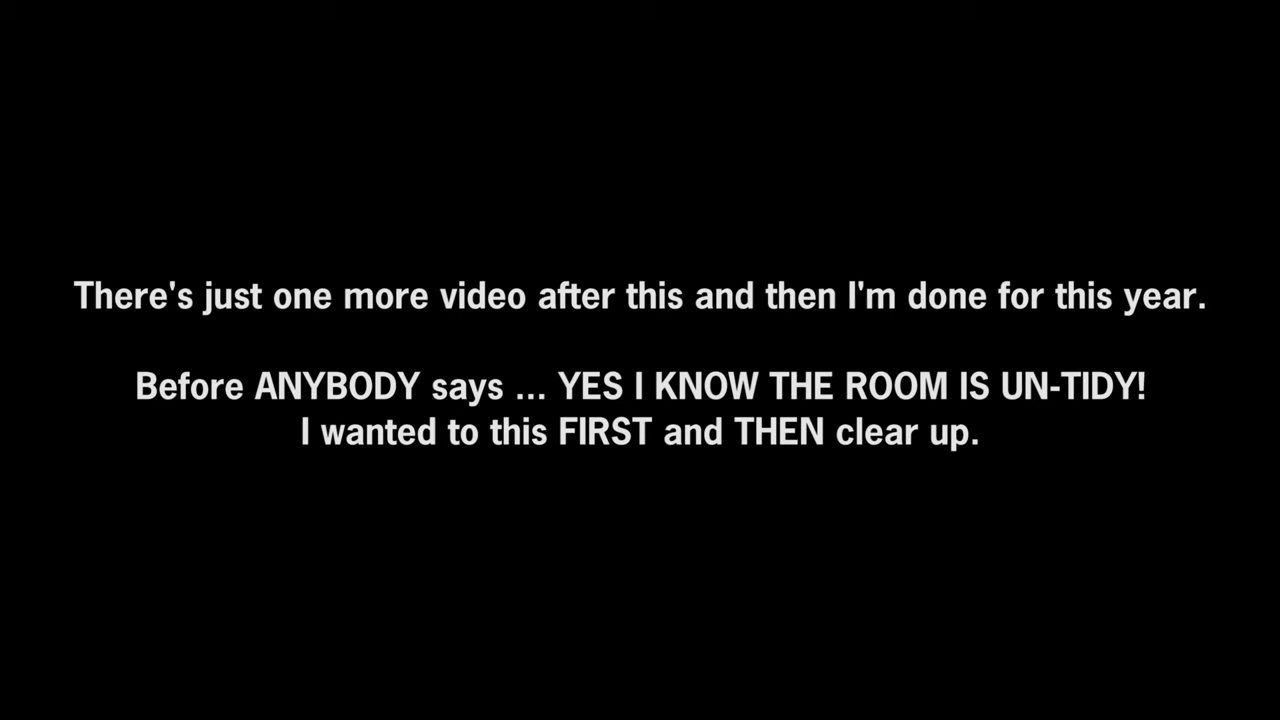 There's just one more video after this and then I'm done for this year.
Before ANYBODY says ... YES I KNOW THE ROOM IS UN-TIDY!
I wanted to this FIRST and THEN clear up.